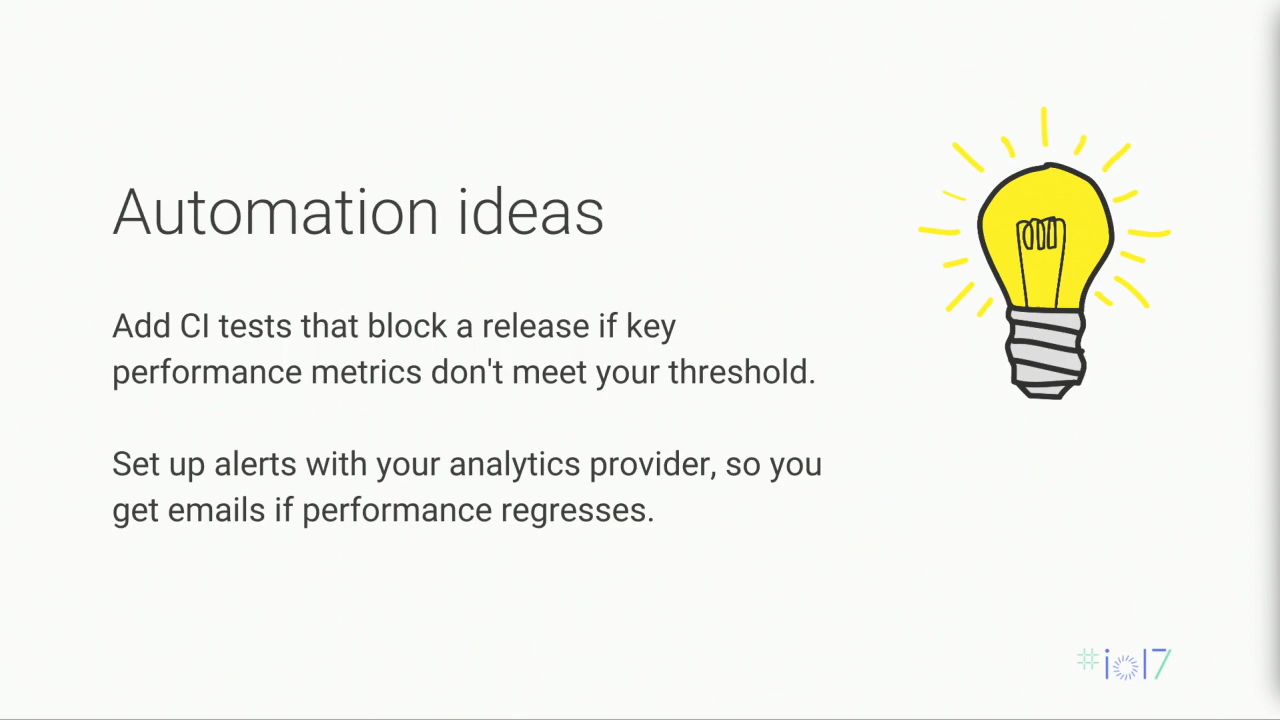 Automation ideas
Add CI tests that block a release if key
performance metrics don't meet your threshold.
Set up alerts with your analytics provider, so you
get emails if performance regresses.
#io17